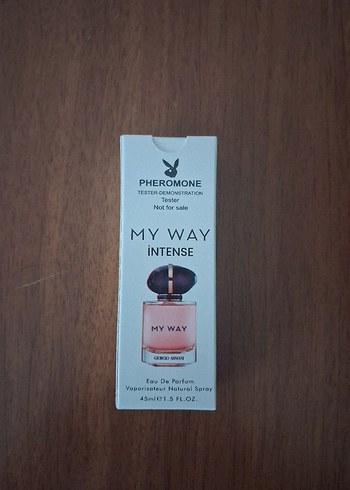 PHEROMONE
TESTER-DEMONSTRATION
Tester
Not for sale
MY WAY
İNTENSE
MY WAY
GIORGIO ARMANI
Eau De Parfum
Vaporisateur Natural Spray
45ml℮1.5 FL.OZ.